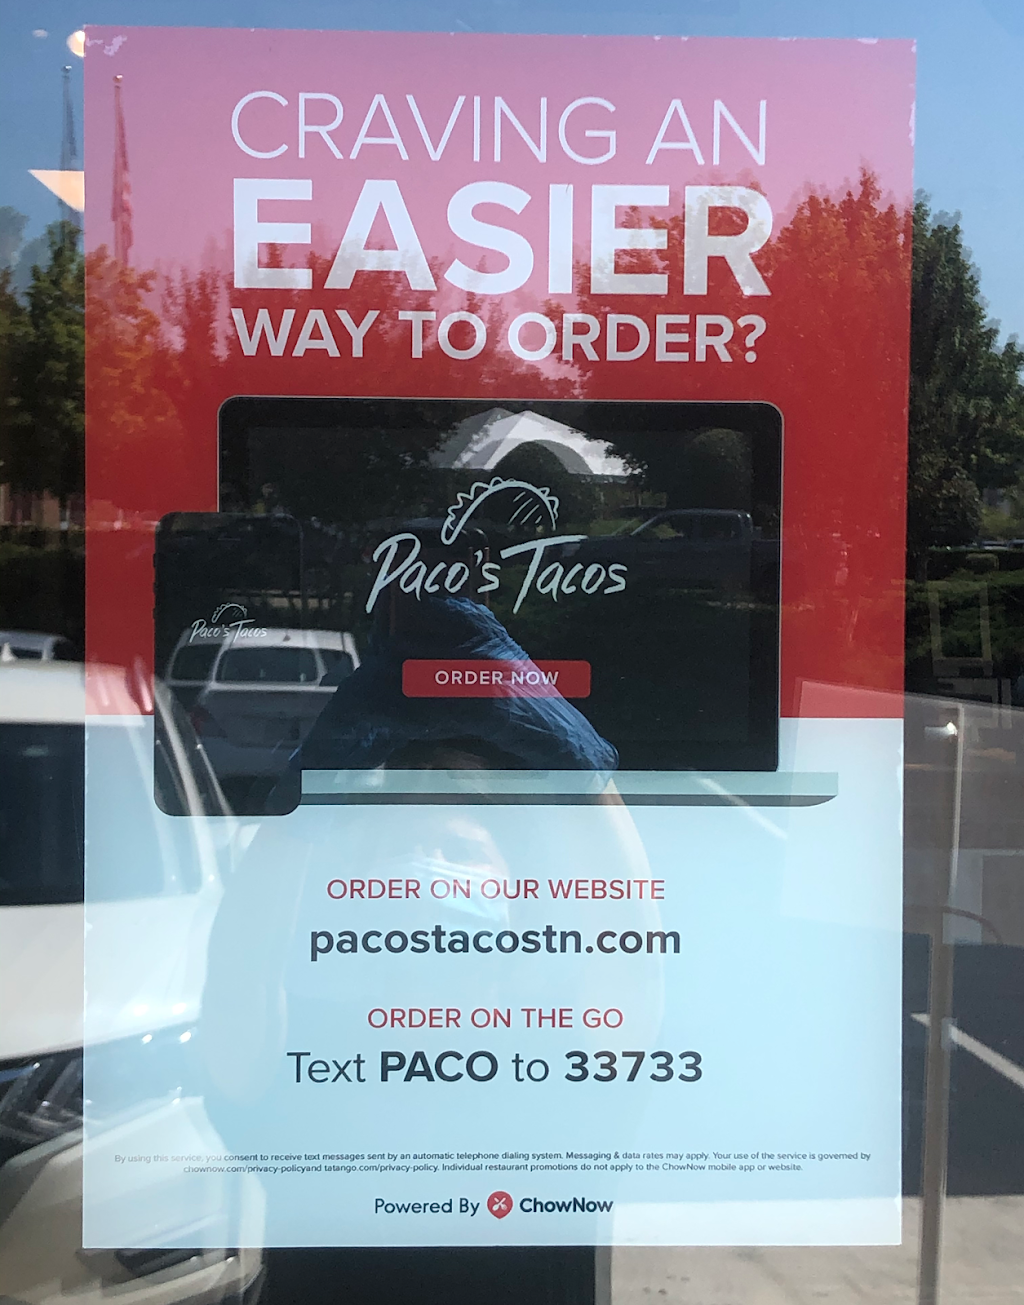 CRAVING AN
EASIER
WAY TO ORDER?
Paco's Tacos
Paco's Tacos
ORDER NOW
ORDER ON OUR WEBSITE
pacostacostn.com
ORDER ON THE GO
Text PACO to 33733
By using this service, you consent to receive text messages sent by an automatic telephone dialing system. Messaging & data rates may apply. Your use of the service is governed by
chownow.com/privacy-policyand tatango.com/privacy-policy. Individual restaurant promotions do not apply to the ChowNow mobile app or website.
Powered By ChowNow